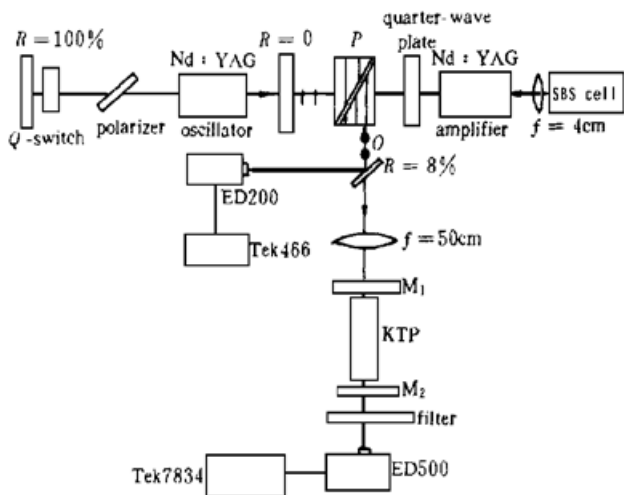 R = 100%
Q-switch
polarizer
Nd : YAG
oscillator
R = 0
P
quarter-wave
plate
Nd : YAG
amplifier
f = 4cm
SBS cell
O
R = 8%
ED200
Tek466
f = 50cm
M1
KTP
M2
filter
ED500
Tek7834